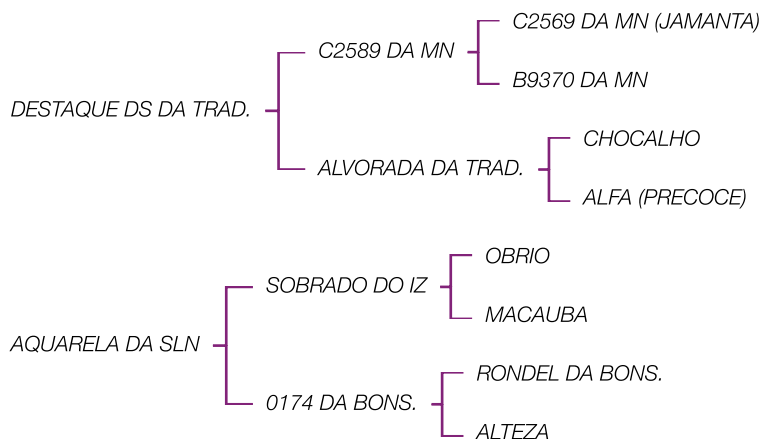 C2569 DA MN (JAMANTA)
C2589 DA MN
B9370 DA MN
DESTAQUE DS DA TRAD.
CHOCALHO
ALVORADA DA TRAD.
ALFA (PRECOCE)
OBRIO
SOBRADO DO IZ
MACAUBA
AQUARELA DA SLN
RONDEL DA BONS.
0174 DA BONS.
ALTEZA